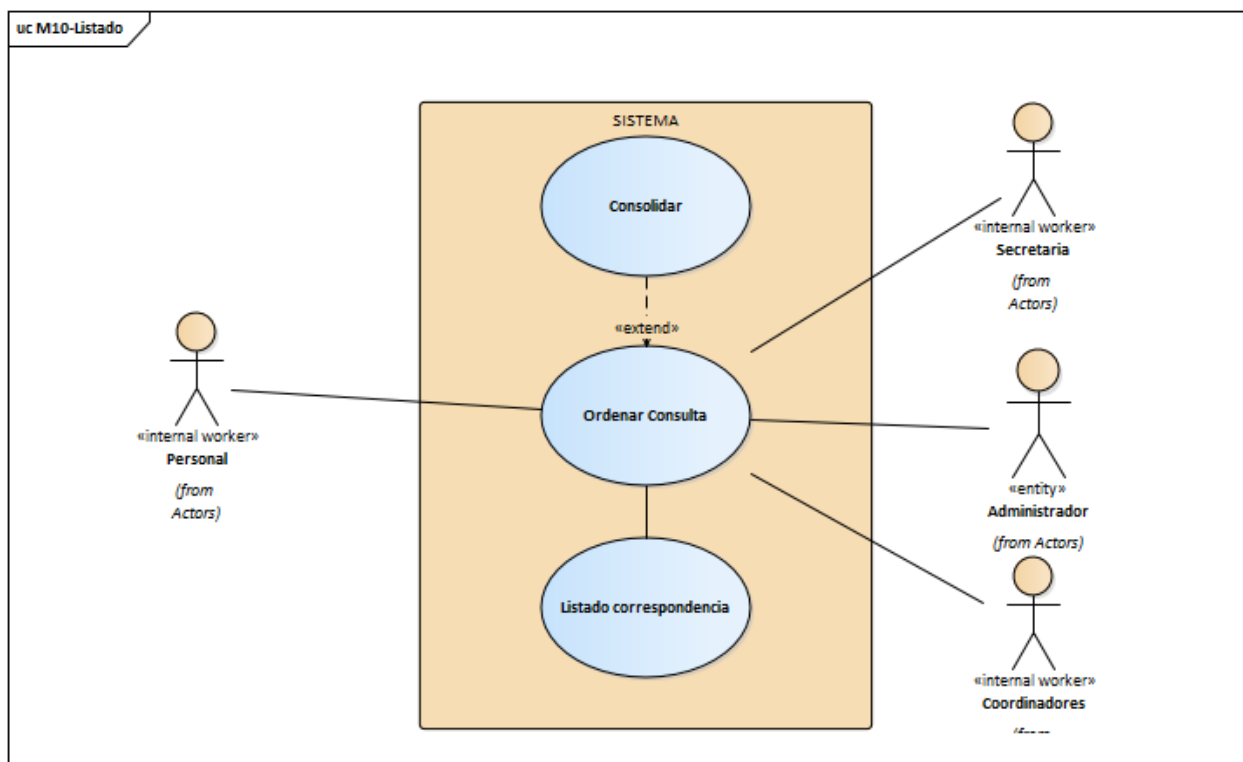 uc M10-Listado
SISTEMA
Consolidar
«extend»
Ordenar Consulta
Listado correspondencia
«internal worker»
Personal
(from
Actors)
«internal worker»
Secretaria
(from
Actors)
«entity»
Administrador
(from Actors)
«internal worker»
Coordinadores
(from